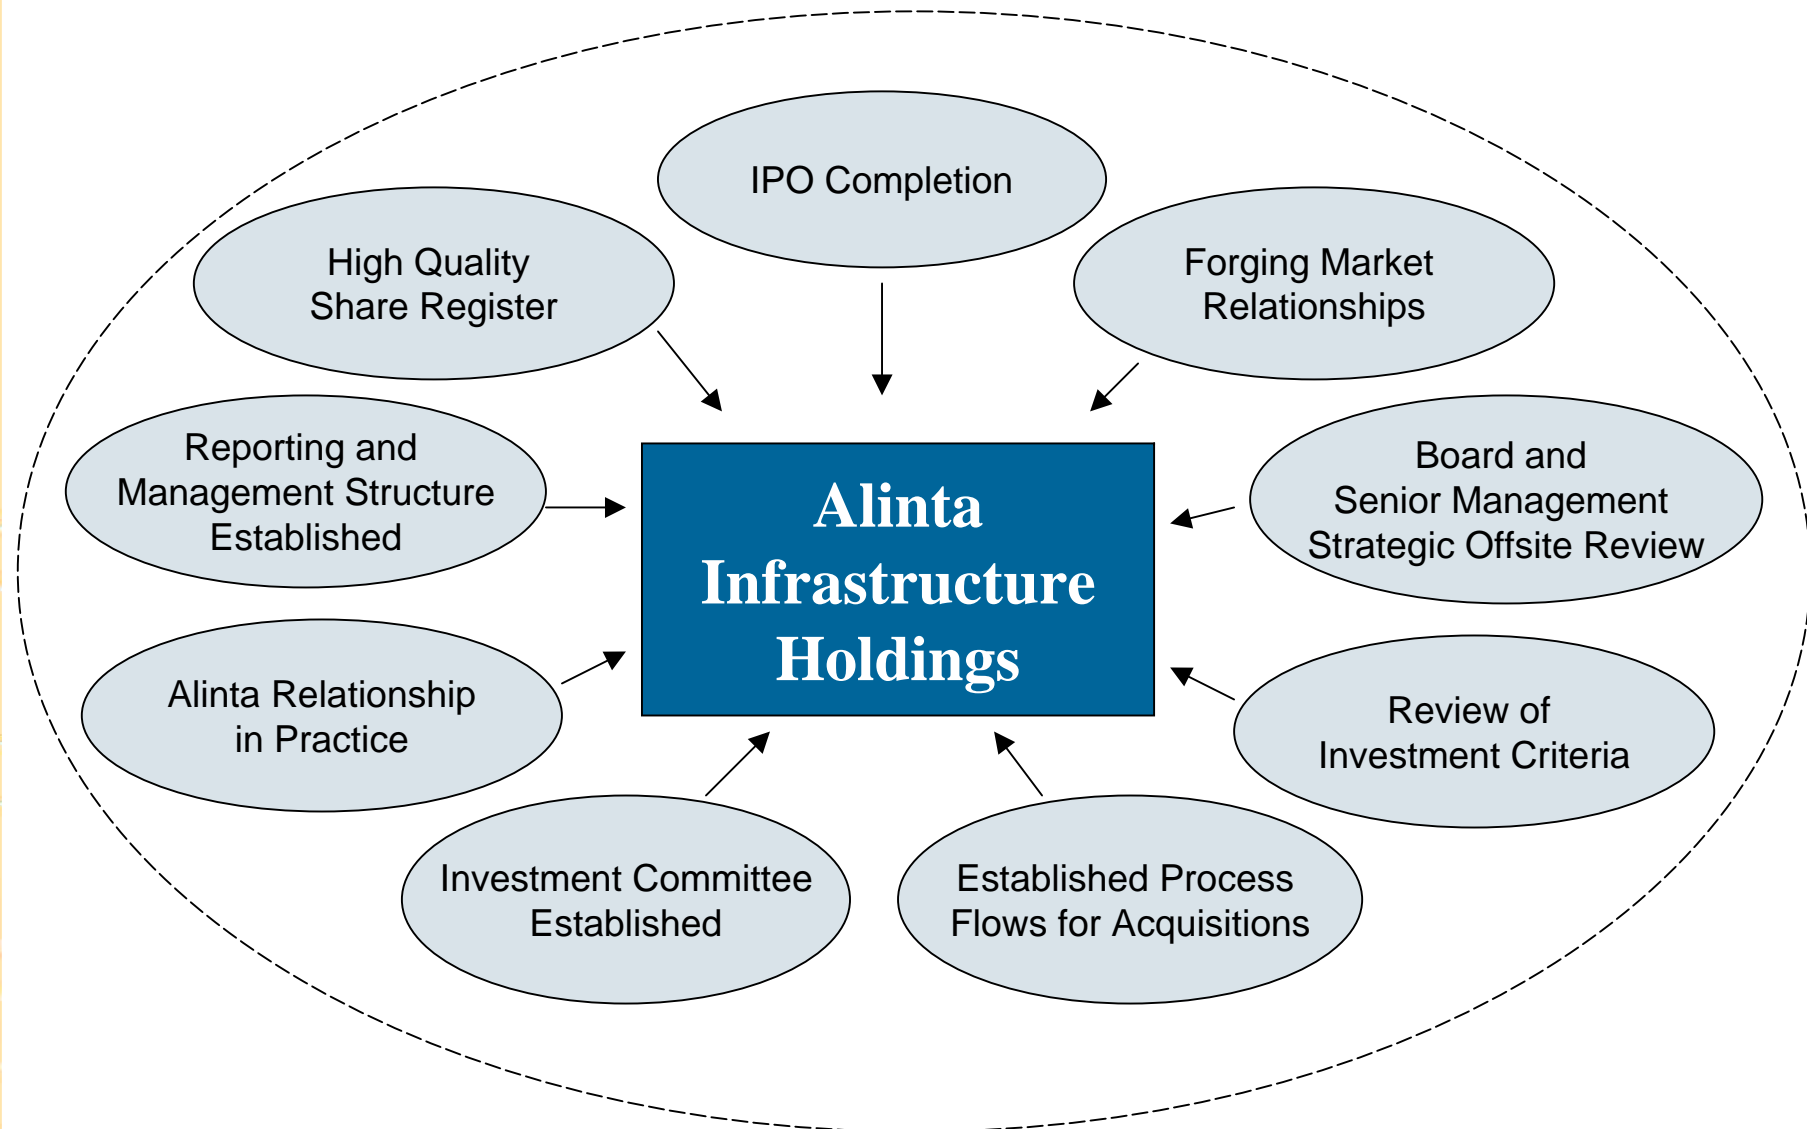 IPO Completion
High Quality
Share Register
Forging Market
Relationships
Reporting and
Management Structure
Established
Board and
Senior Management
Strategic Offsite Review
Alinta
Infrastructure
Holdings
Alinta Relationship
in Practice
Review of
Investment Criteria
Investment Committee
Established
Established Process
Flows for Acquisitions